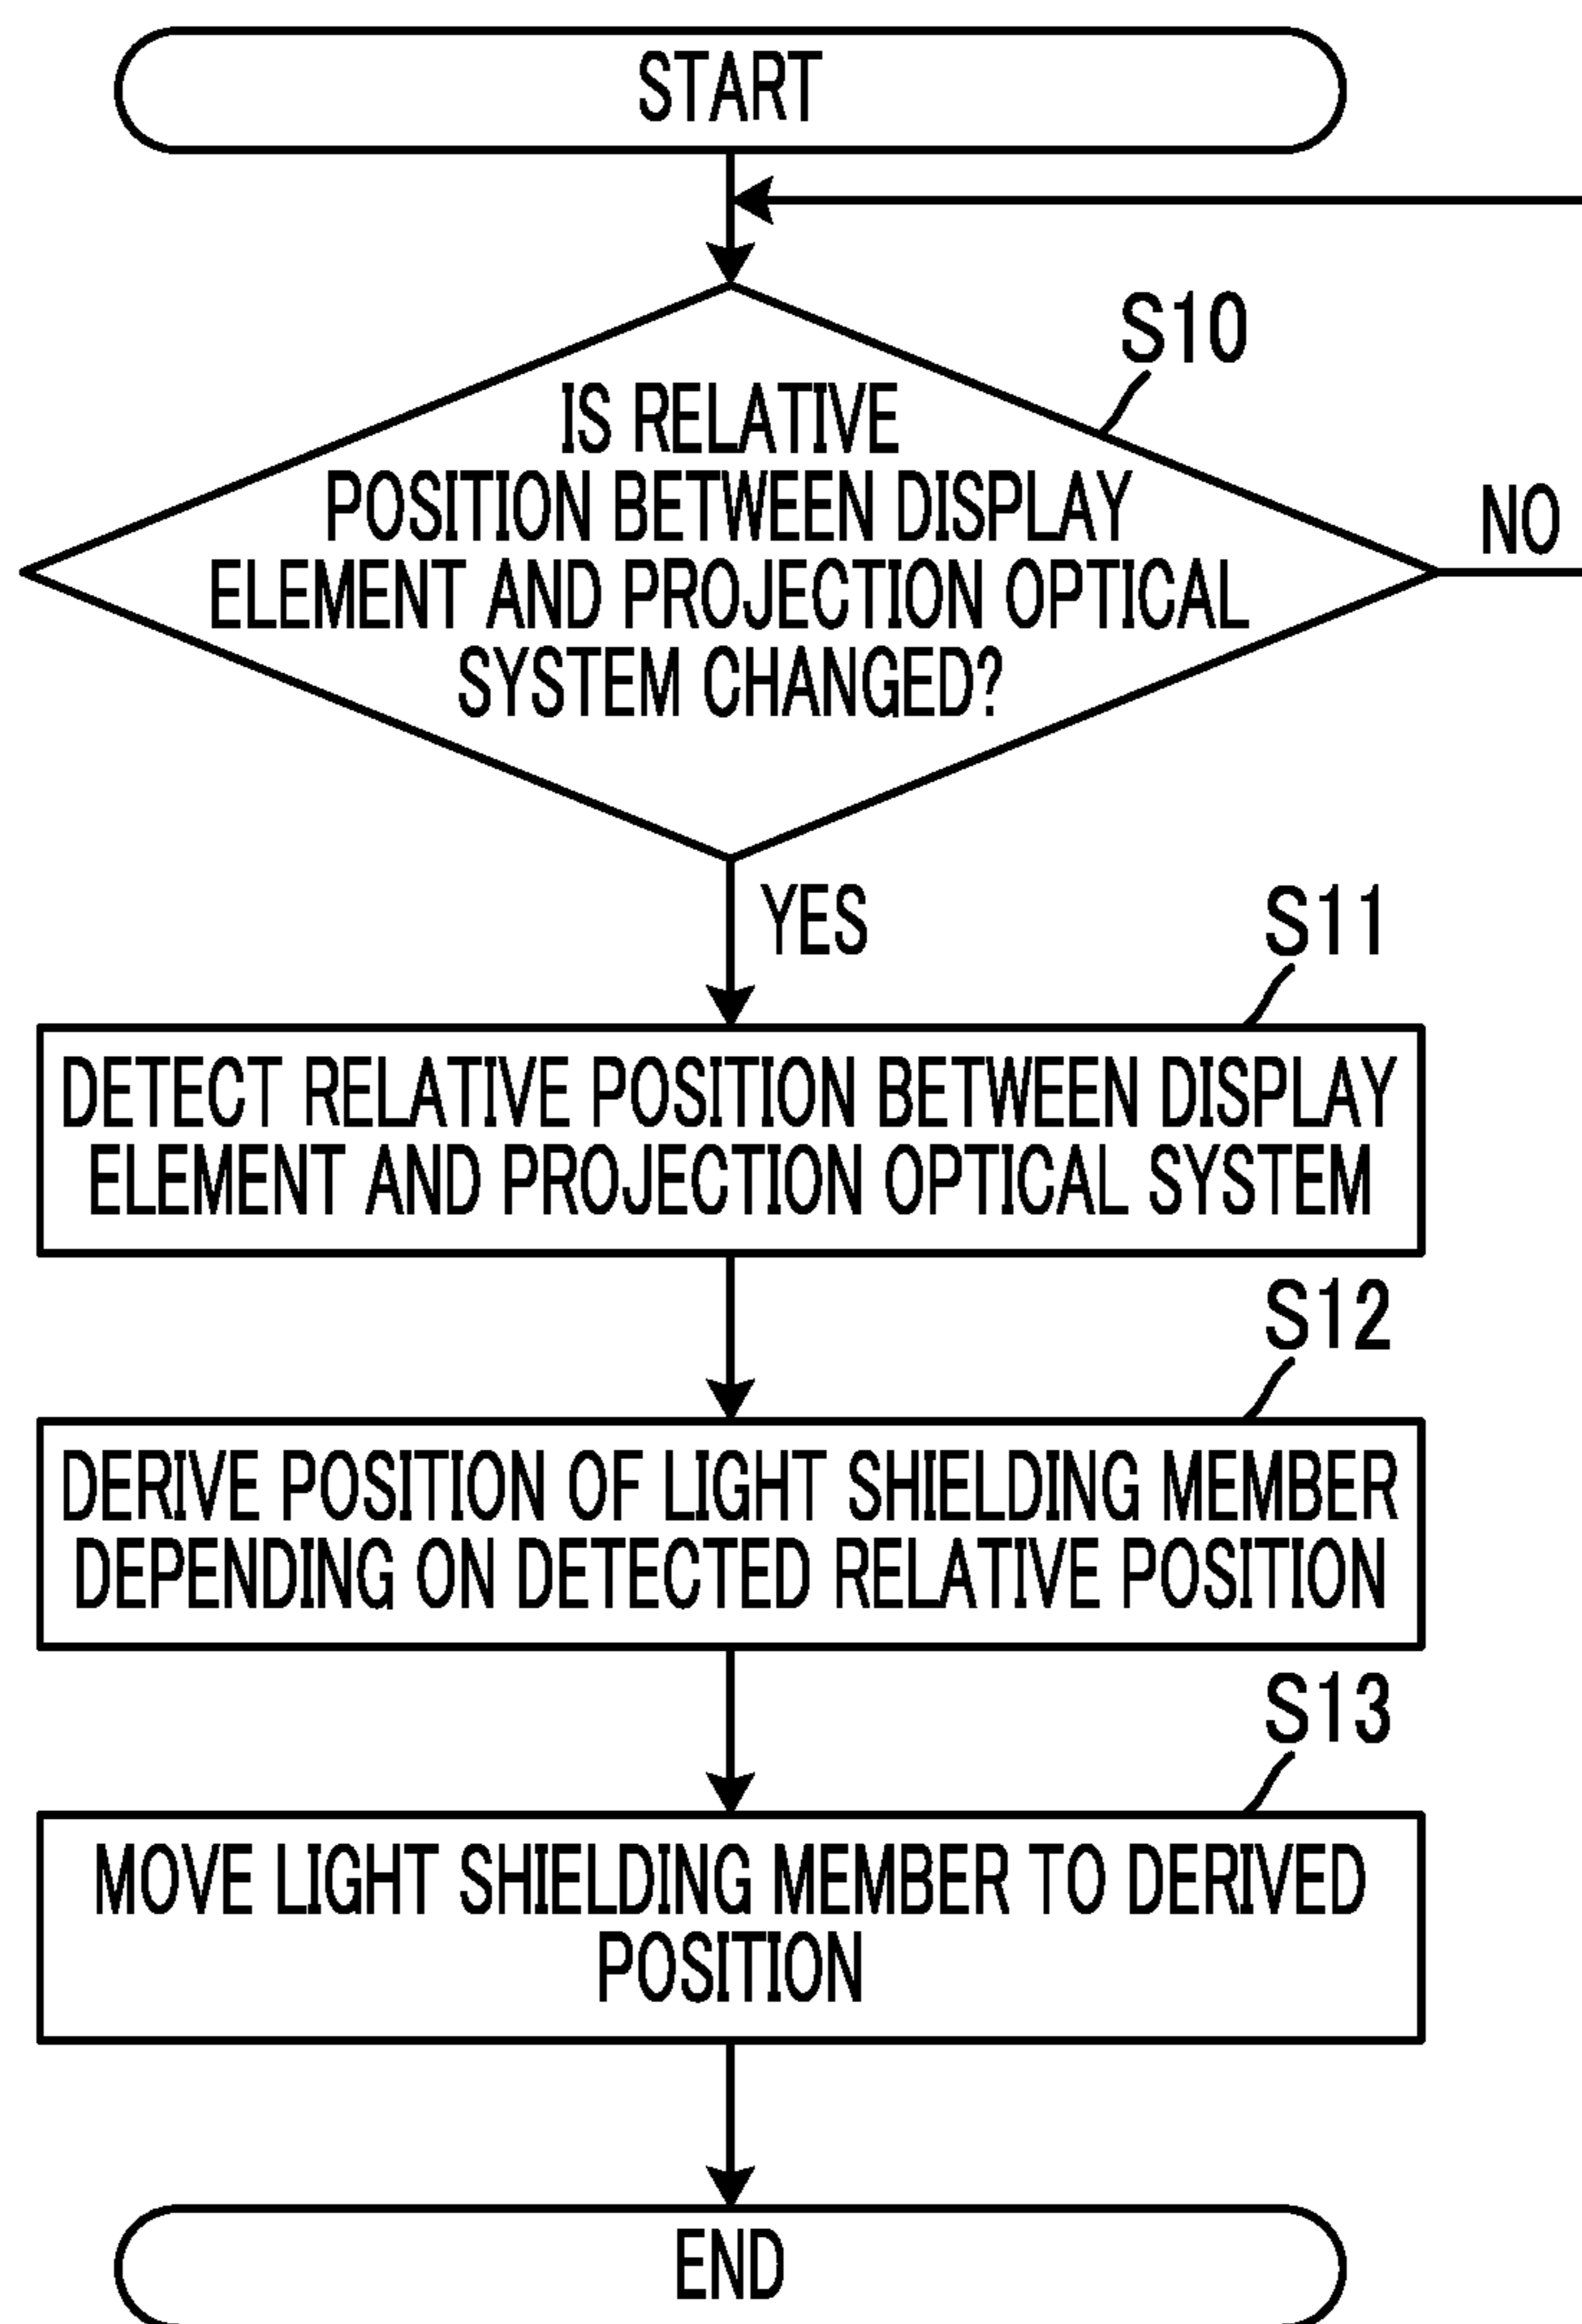 START
S10
IS RELATIVE
POSITION BETWEEN DISPLAY
ELEMENT AND PROJECTION OPTICAL
SYSTEM CHANGED?
NO
YES
S11
DETECT RELATIVE POSITION BETWEEN DISPLAY
ELEMENT AND PROJECTION OPTICAL SYSTEM
S12
DERIVE POSITION OF LIGHT SHIELDING MEMBER
DEPENDING ON DETECTED RELATIVE POSITION
S13
MOVE LIGHT SHIELDING MEMBER TO DERIVED
POSITION
END